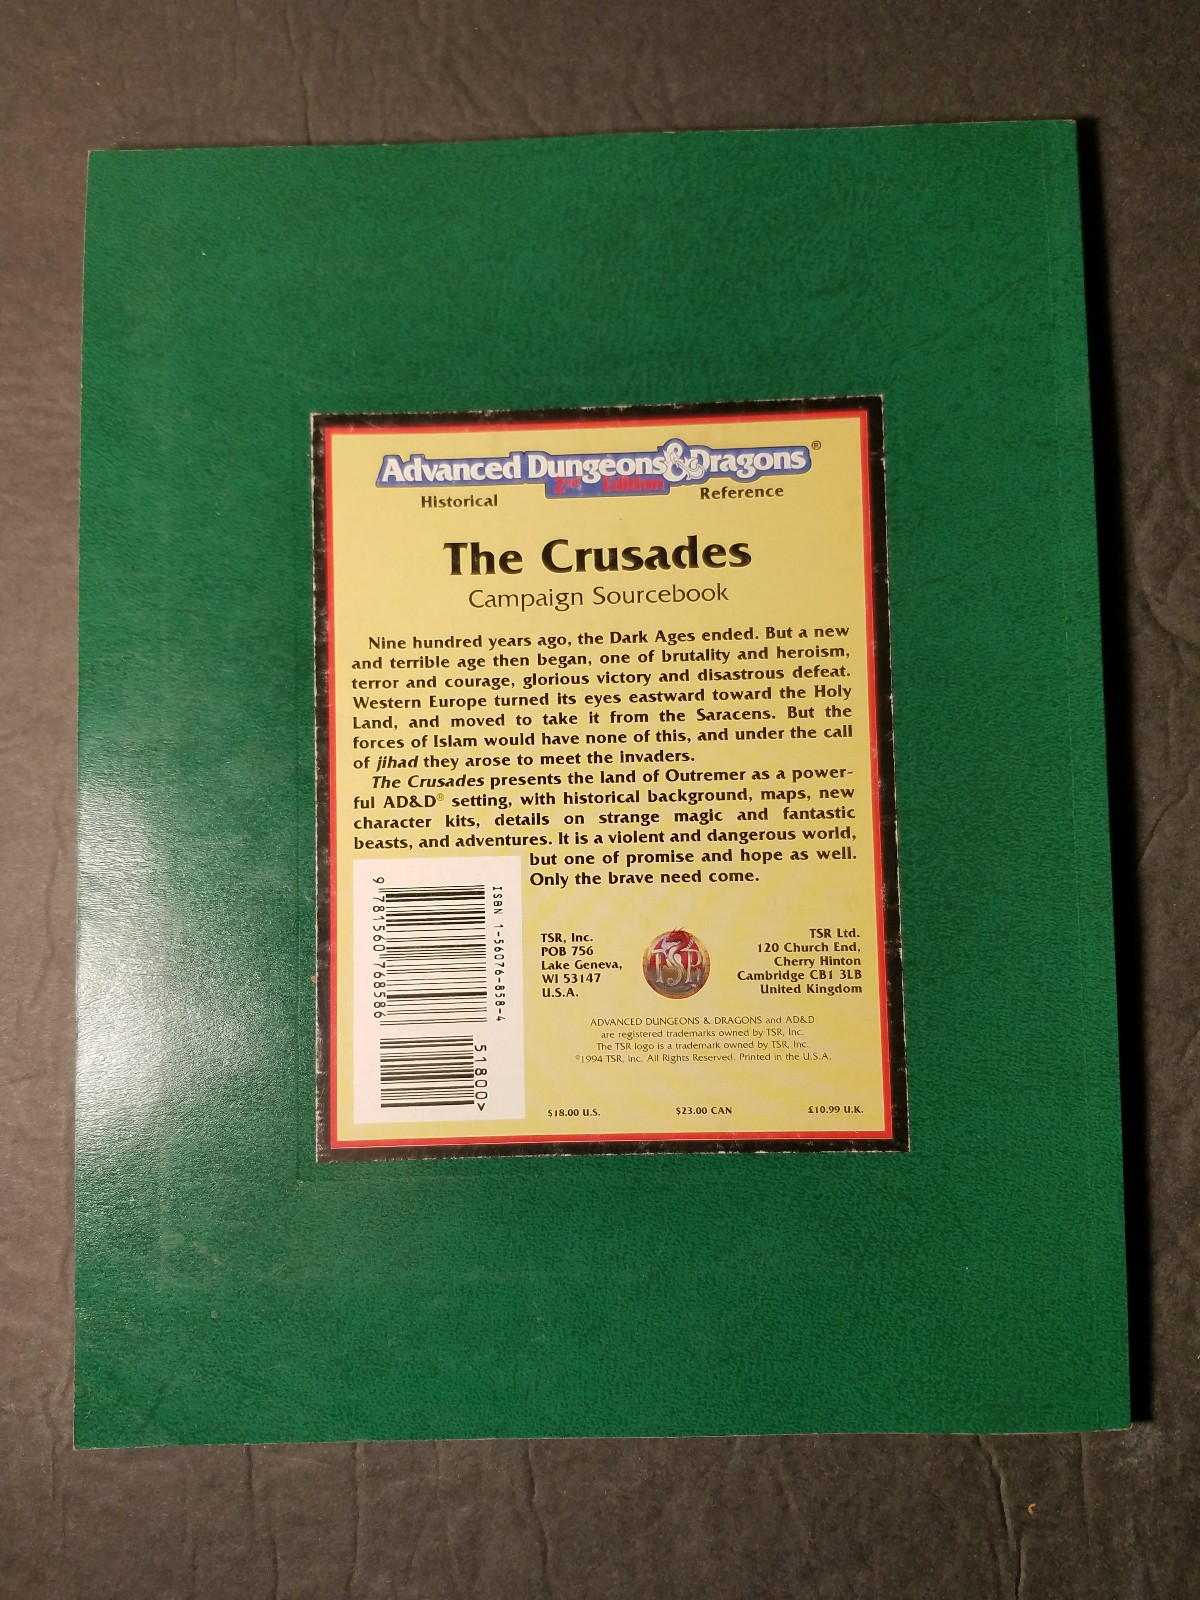 Advanced Dungeons & Dragons®
2nd Edition
Historical Reference
The Crusades
Campaign Sourcebook
Nine hundred years ago, the Dark Ages ended. But a new
and terrible age then began, one of brutality and heroism,
terror and courage, glorious victory and disastrous defeat.
Western Europe turned its eyes eastward toward the Holy
Land, and moved to take it from the Saracens. But the
forces of Islam would have none of this, and under the call
of jihad they arose to meet the invaders.
The Crusades presents the land of Outremer as a power-
ful AD&D® setting, with historical background, maps, new
character kits, details on strange magic and fantastic
beasts, and adventures. It is a violent and dangerous world,
but one of promise and hope as well.
Only the brave need come.
ISBN 1-56076-858-4
9 781560 768586
51800>
TSR, Inc.
POB 756
Lake Geneva,
WI 53147
U.S.A.
TSR
TSR Ltd.
120 Church End,
Cherry Hinton
Cambridge CB1 3LB
United Kingdom
ADVANCED DUNGEONS & DRAGONS and AD&D
are registered trademarks owned by TSR, Inc.
The TSR logo is a trademark owned by TSR, Inc.
©1994 TSR, Inc. All Rights Reserved. Printed in the U.S.A.
$18.00 U.S. $23.00 CAN £10.99 U.K.